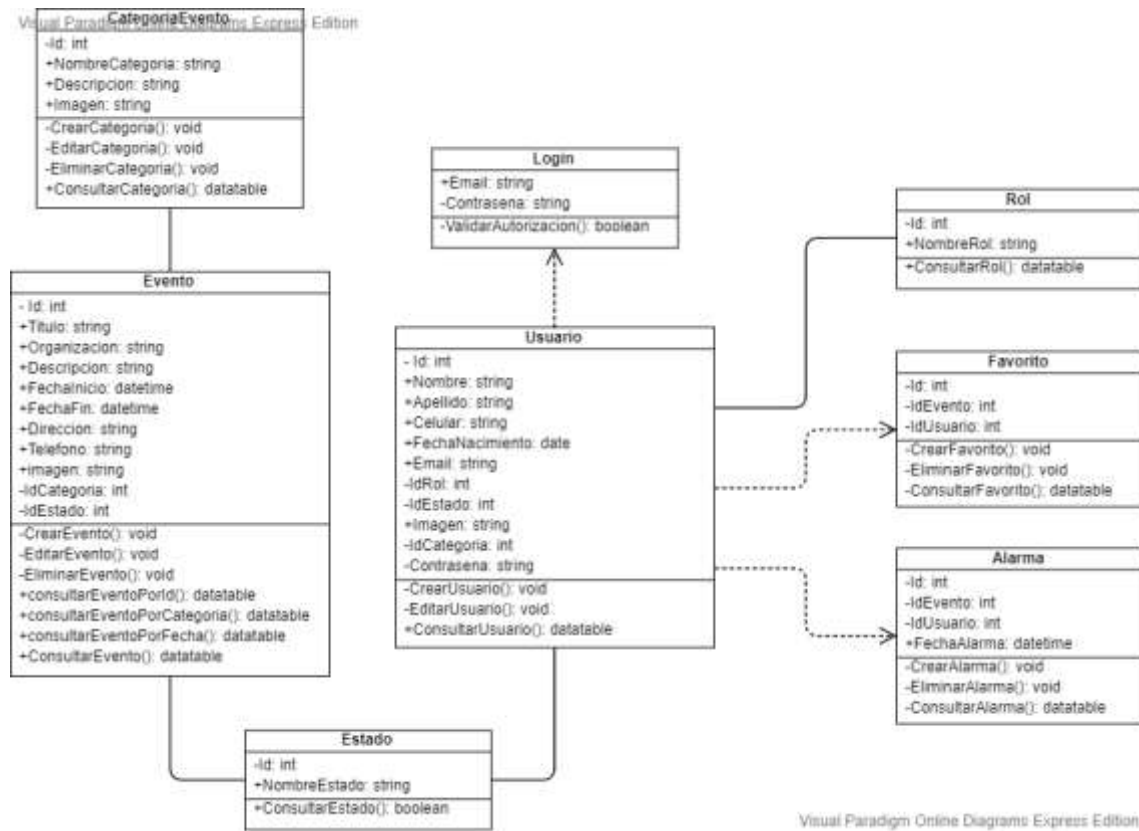 Visual Paradigm Online Diagrams Express Edition
CategoriaEvento
-Id: int
+NombreCategoria: string
+Descripcion: string
+Imagen: string
-CrearCategoria(): void
-EditarCategoria(): void
-EliminarCategoria(): void
+ConsultarCategoria(): datatable
Login
+Email: string
-Contrasena: string
-ValidarAutorizacion(): boolean
Rol
-Id: int
+NombreRol: string
+ConsultarRol(): datatable
Evento
- Id: int
+Titulo: string
+Organizacion: string
+Descripcion: string
+FechaInicio: datetime
+FechaFin: datetime
+Direccion: string
+Telefono: string
+imagen: string
-IdCategoria: int
-IdEstado: int
-CrearEvento(): void
-EditarEvento(): void
-EliminarEvento(): void
+consultarEventoPorId(): datatable
+consultarEventoPorCategoria(): datatable
+consultarEventoPorFecha(): datatable
+ConsultarEvento(): datatable
Usuario
- Id: int
+Nombre: string
+Apellido: string
+Celular: string
+FechaNacimiento: date
+Email: string
-IdRol: int
-IdEstado: int
+Imagen: string
-IdCategoria: int
-Contrasena: string
-CrearUsuario(): void
-EditarUsuario(): void
+ConsultarUsuario(): datatable
Favorito
-Id: int
-IdEvento: int
-IdUsuario: int
-CrearFavorito(): void
-EliminarFavorito(): void
-ConsultarFavorito(): datatable
Alarma
-Id: int
-IdEvento: int
-IdUsuario: int
+FechaAlarma: datetime
-CrearAlarma(): void
-EliminarAlarma(): void
-ConsultarAlarma(): datatable
Estado
-Id: int
+NombreEstado: string
+ConsultarEstado(): boolean
Visual Paradigm Online Diagrams Express Edition